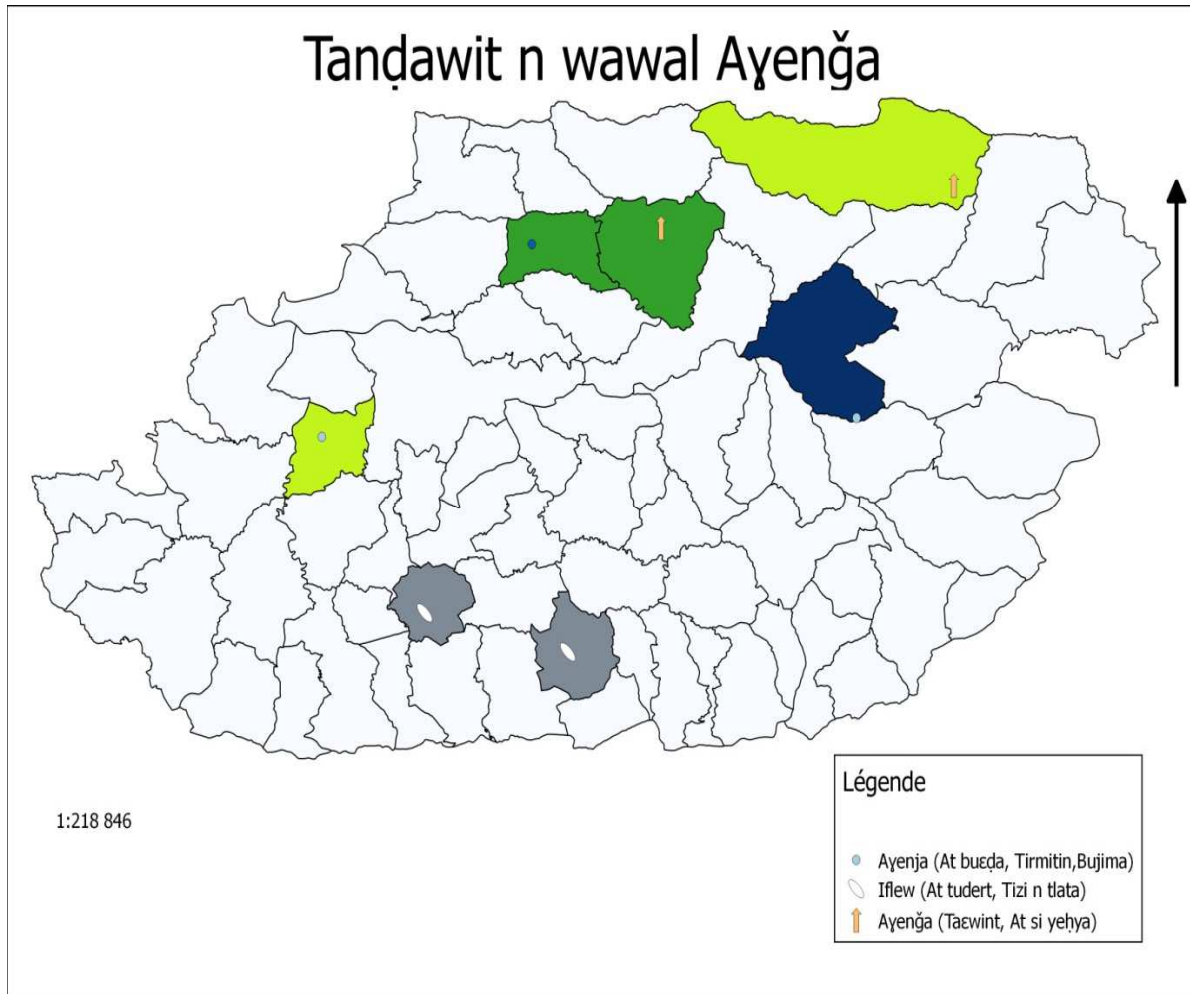 Tanḍawit n wawal Aɣenǧa
1:218 846
Légende
Aɣenja (At buɛḍa, Tirmitin,Bujima)
Iflew (At tudert, Tizi n tlata)
Aɣenǧa (Taɛwint, At si yeḥya)